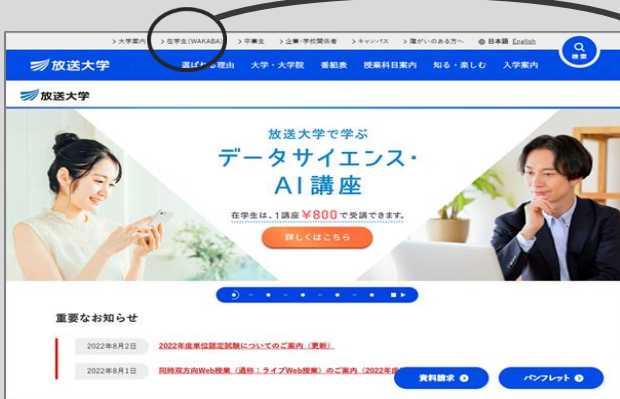 > 大学案内 > 在学生(WAKABA) > 卒業生 > 企業・学校関係者 > キャンパス > 障がいのある方へ 日本語 English
検索
放送大学 選ばれる理由 大学・大学院 番組表 授業科目案内 知る・楽しむ 入学案内
放送大学
放送大学で学ぶ
データサイエンス・
AI講座
在学生は、1講座¥800で受講できます。
詳しくはこちら
重要なお知らせ
2022年8月2日 2022年度単位認定試験についてのご案内（更新）
2022年8月1日 同時双方向Web授業（通称：ライブWeb授業）のご案内（2022年度
資料請求 パンフレット